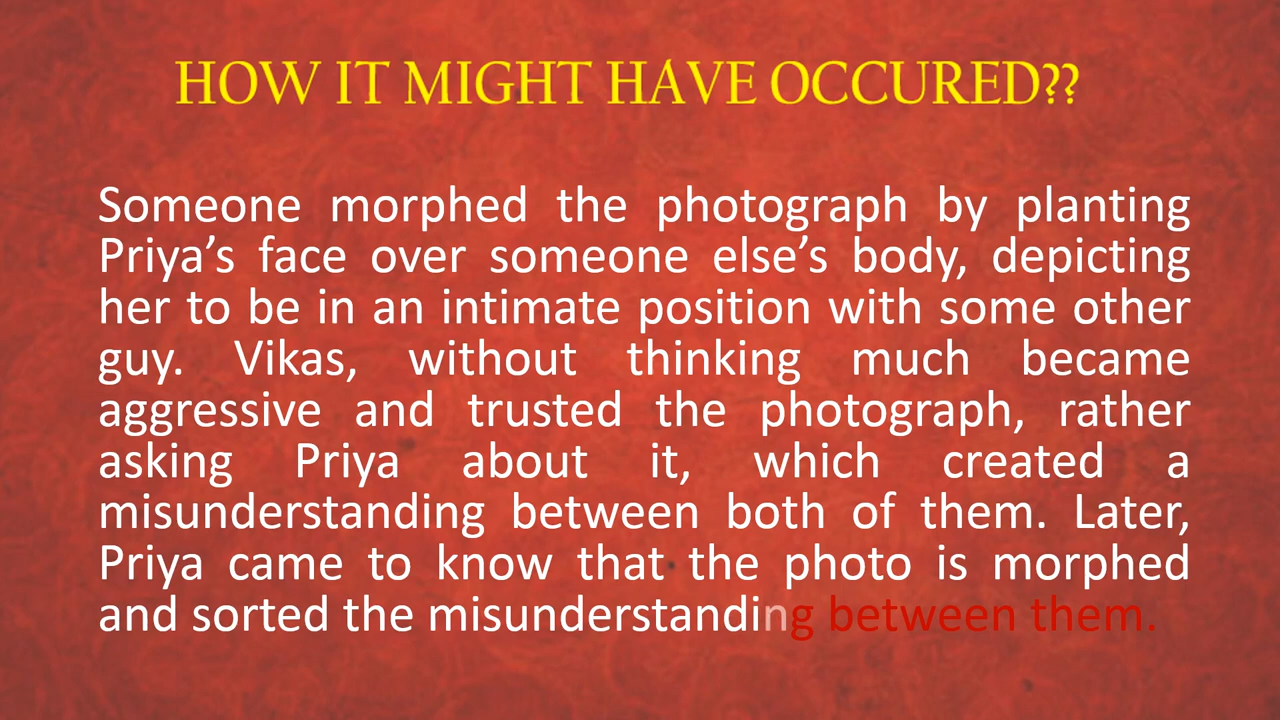 HOW IT MIGHT HAVE OCCURED??
Someone morphed the photograph by planting
Priya’s face over someone else’s body, depicting
her to be in an intimate position with some other
guy. Vikas, without thinking much became
aggressive and trusted the photograph, rather
asking Priya about it, which created a
misunderstanding between both of them. Later,
Priya came to know that the photo is morphed
and sorted the misunderstanding between them.